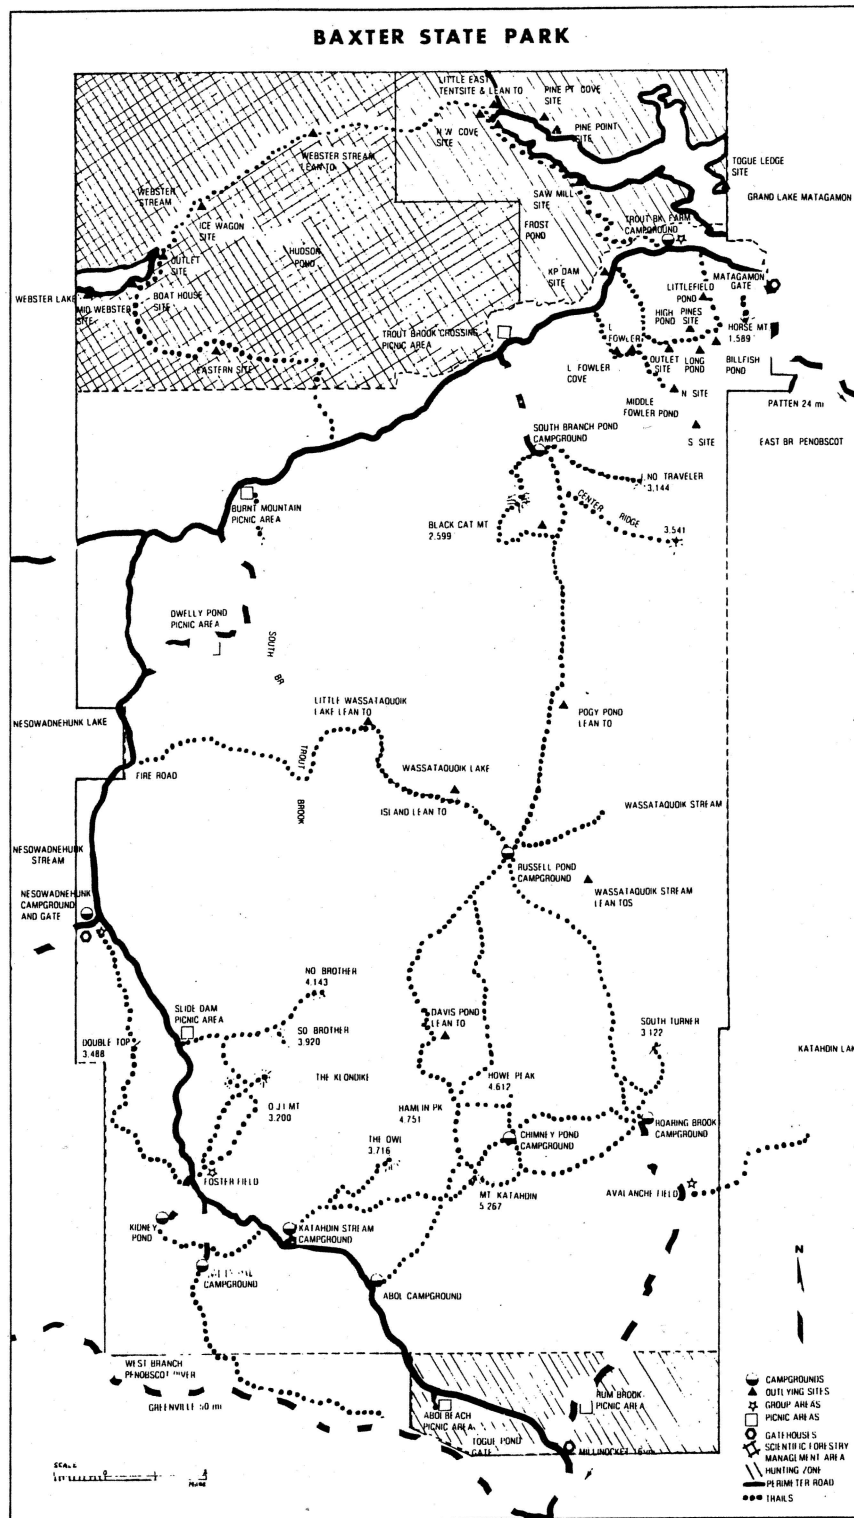 BAXTER STATE PARK
LITTLE EAST
TENTSITE & LEAN TO
PINE PT COVE
SITE
N.W. COVE
SITE
PINE POINT
SITE
WEBSTER STREAM
LEAN TO
TOGUE LEDGE
SITE
GRAND LAKE MATAGAMON
WEBSTER
STREAM
SAW MILL
SITE
ICE WAGON
SITE
FROST
POND
TROUT BK. FARM
CAMPGROUND
HUDSON
POND
OUTLET
SITE
KP DAM
SITE
MATAGAMON
GATE
LITTLEFIELD
POND
WEBSTER LAKE
MID WEBSTER
SITE
BOAT HOUSE
SITE
HIGH
POND
PINES
SITE
TROUT BROOK CROSSING
PICNIC AREA
L
FOWLER
HORSE MT
1.589
EASTERN SITE
L FOWLER
COVE
OUTLET
SITE
LONG
POND
BILLFISH
POND
N SITE
MIDDLE
FOWLER POND
PATTEN 24 mi
S SITE
EAST BR PENOBSCOT
SOUTH BRANCH POND
CAMPGROUND
NO TRAVELER
3,144
CENTER RIDGE
BURNT MOUNTAIN
PICNIC AREA
BLACK CAT MT
2.599
3.541
DWELLY POND
PICNIC AREA
SOUTH
BR
LITTLE WASSATAQUOIK
LAKE LEAN TO
POGY POND
LEAN TO
NESOWADNEHUNK LAKE
TROUT
FIRE ROAD
WASSATAQUOIK LAKE
BROOK
ISLAND LEAN TO
WASSATAQUOIK STREAM
NESOWADNEHUNK
STREAM
RUSSELL POND
CAMPGROUND
NESOWADNEHUNK
CAMPGROUND
AND GATE
WASSATAQUOIK STREAM
LEAN TOS
NO BROTHER
4.143
SLIDE DAM
PICNIC AREA
DAVIS POND
LEAN TO
SOUTH TURNER
3.122
SO BROTHER
3.920
DOUBLE TOP
3.488
KATAHDIN LAK
HOWE PEAK
4.612
THE KLONDIKE
HAMLIN PK
4.751
O J I MT
3.200
ROARING BROOK
CAMPGROUND
CHIMNEY POND
CAMPGROUND
THE OWL
3.716
FOSTER FIELD
MT KATAHDIN
5 267
AVALANCHE FIELD
KIDNEY
POND
KATAHDIN STREAM
CAMPGROUND
N
CAMPGROUND
ABOL CAMPGROUND
WEST BRANCH
PENOBSCOT RIVER
GREENVILLE 50 mi
ABOL BEACH
PICNIC AREA
RUM BROOK
PICNIC AREA
TOGUE POND
GATE
MILLINOCKET
CAMPGROUNDS
OUTLYING SITES
GROUP AREAS
PICNIC AREAS
GATEHOUSES
SCIENTIFIC FORESTRY
MANAGEMENT AREA
HUNTING ZONE
PERIMETER ROAD
TRAILS
SCALE
0